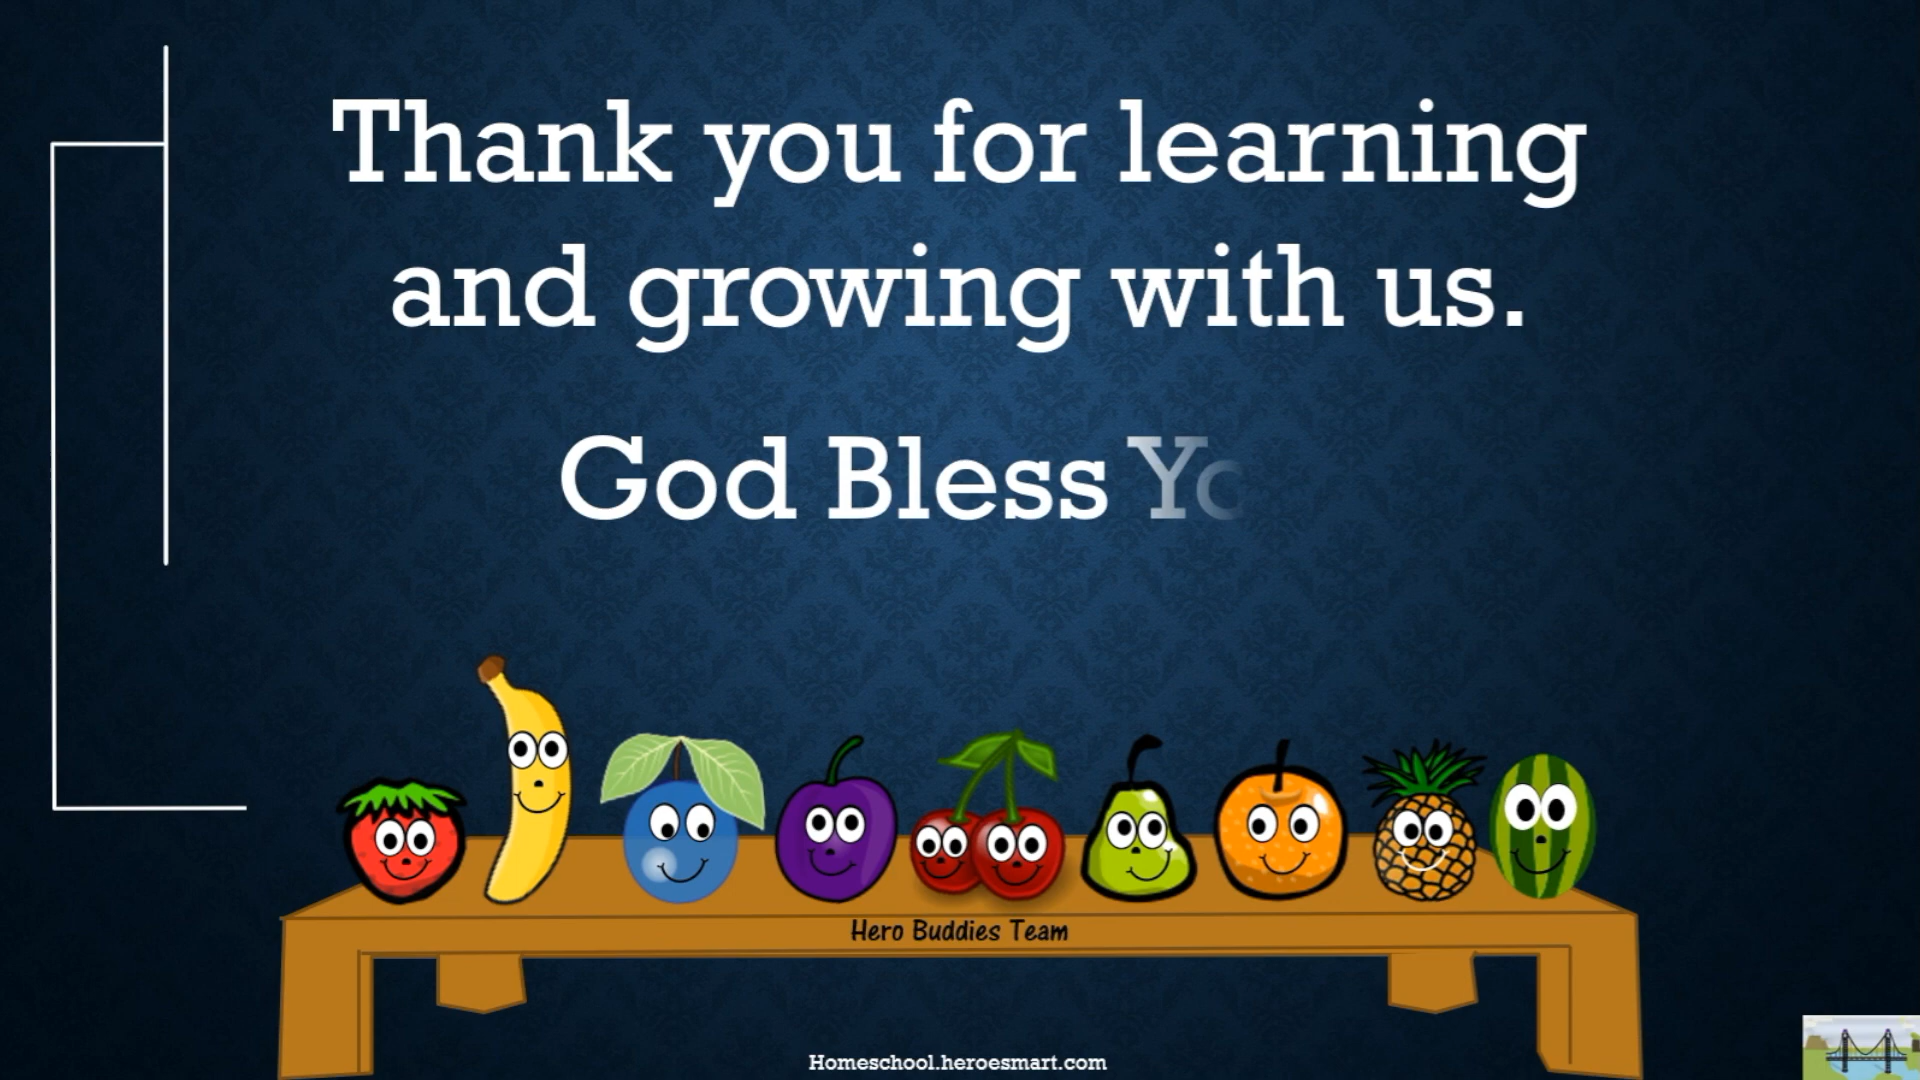 Thank you for learning
and growing with us.
God Bless
Hero Buddies Team
Homeschool.heroesmart.com